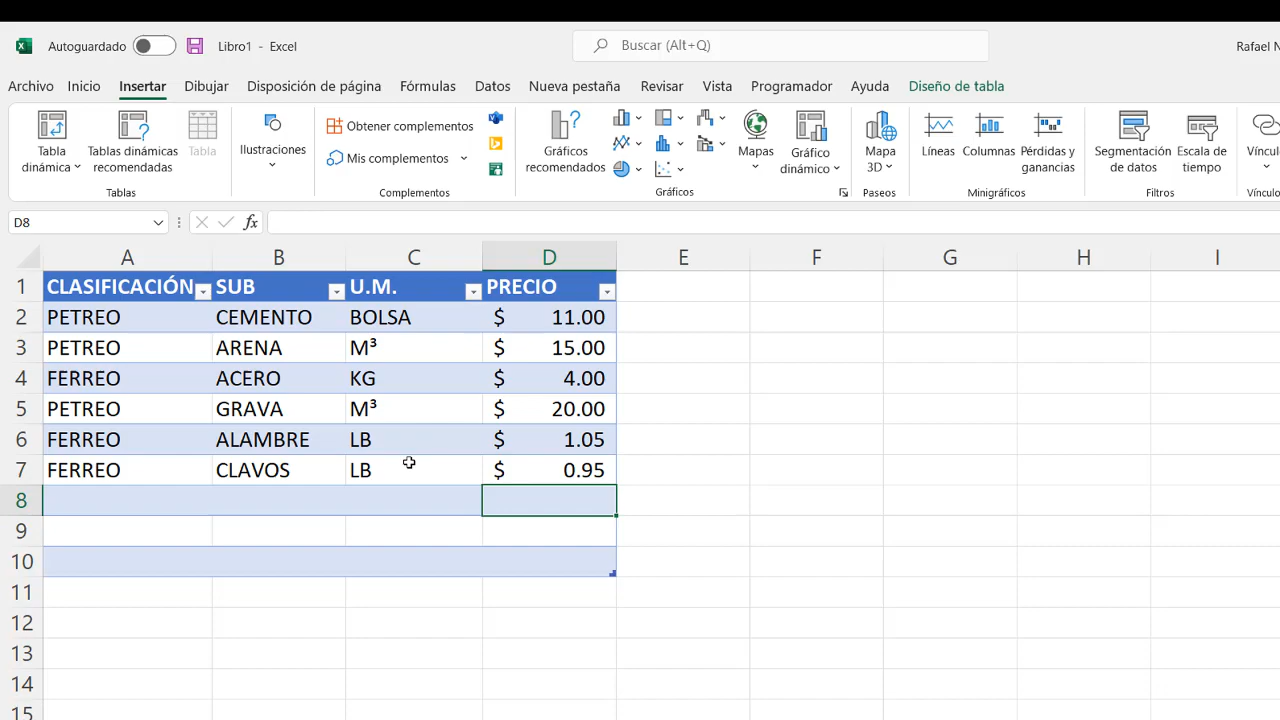 Autoguardado Libro1 - Excel Buscar (Alt+Q) Rafael N
Archivo Inicio Insertar Dibujar Disposición de página Fórmulas Datos Nueva pestaña Revisar Vista Programador Ayuda Diseño de tabla
Tabla dinámica
Tablas dinámicas recomendadas
Tabla
Tablas
Ilustraciones
Obtener complementos
Mis complementos
Complementos
Gráficos recomendados
Mapas
Gráfico dinámico
Gráficos
Mapa 3D
Paseos
Líneas
Columnas
Pérdidas y ganancias
Minigráficos
Segmentación de datos
Escala de tiempo
Filtros
Víncul
Vínculo
D8 fx
A B C D E F G H I
1 CLASIFICACIÓN SUB U.M. PRECIO
2 PETREO CEMENTO BOLSA $ 11.00
3 PETREO ARENA M³ $ 15.00
4 FERREO ACERO KG $ 4.00
5 PETREO GRAVA M³ $ 20.00
6 FERREO ALAMBRE LB $ 1.05
7 FERREO CLAVOS LB $ 0.95
8
9
10
11
12
13
14
15